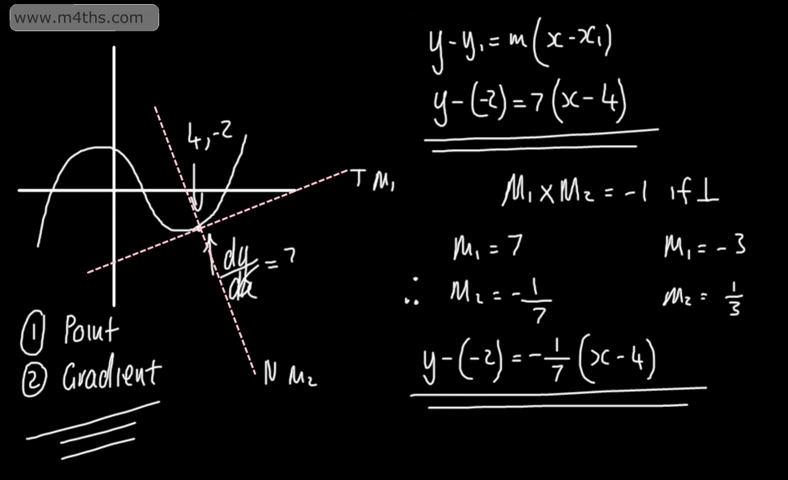 www.m4ths.com
4,-2
T M₁
dy/dx = 7
N M₂
① Point
② Gradient
y-y₁=m(x-x₁)
y-(-2)=7(x-4)
M₁×M₂=-1 if ⊥
M₁=7
∴ M₂=-1/7
M₁=-3
M₂=1/3
y-(-2)=-1/7(x-4)